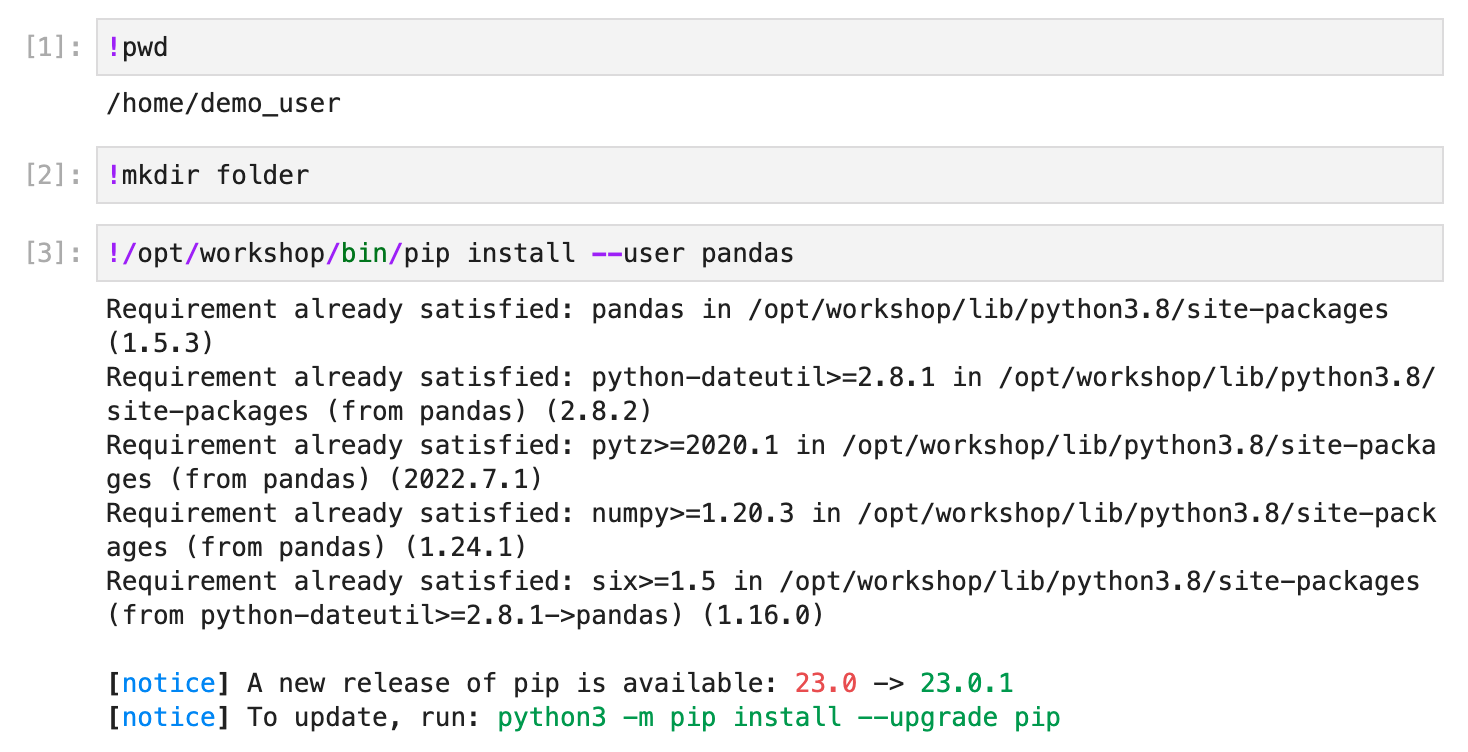 [1]: !pwd
/home/demo_user
[2]: !mkdir folder
[3]: !/opt/workshop/bin/pip install --user pandas
Requirement already satisfied: pandas in /opt/workshop/lib/python3.8/site-packages
(1.5.3)
Requirement already satisfied: python-dateutil>=2.8.1 in /opt/workshop/lib/python3.8/
site-packages (from pandas) (2.8.2)
Requirement already satisfied: pytz>=2020.1 in /opt/workshop/lib/python3.8/site-packa
ges (from pandas) (2022.7.1)
Requirement already satisfied: numpy>=1.20.3 in /opt/workshop/lib/python3.8/site-pack
ages (from pandas) (1.24.1)
Requirement already satisfied: six>=1.5 in /opt/workshop/lib/python3.8/site-packages
(from python-dateutil>=2.8.1->pandas) (1.16.0)
[notice] A new release of pip is available: 23.0 -> 23.0.1
[notice] To update, run: python3 -m pip install --upgrade pip